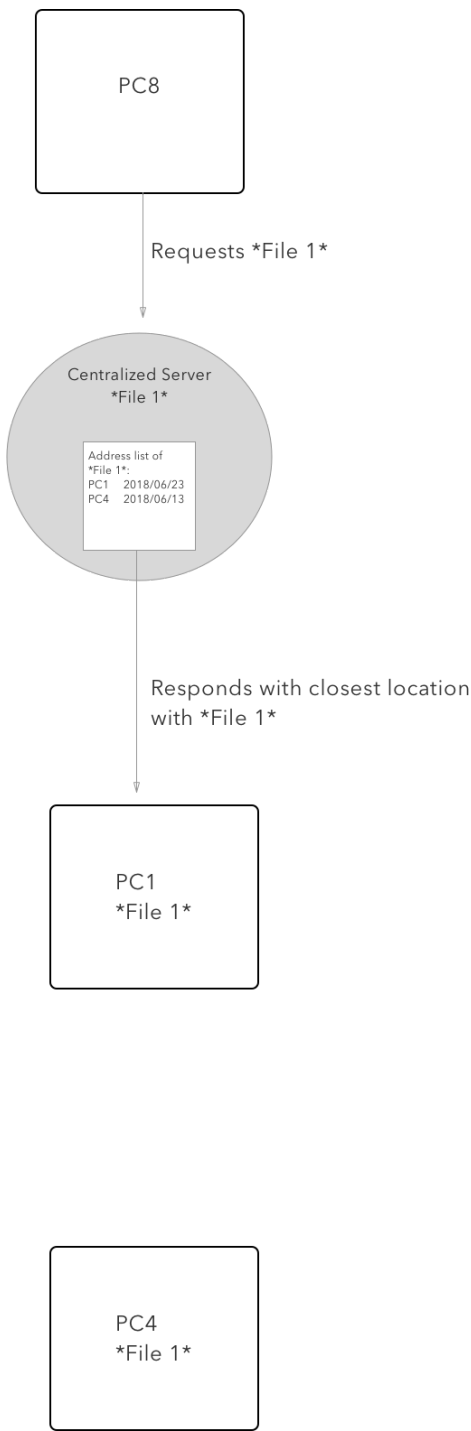 PC8
Requests *File 1*
Centralized Server
*File 1*
Address list of
*File 1*:
PC1 2018/06/23
PC4 2018/06/13
Responds with closest location
with *File 1*
PC1
*File 1*
PC4
*File 1*